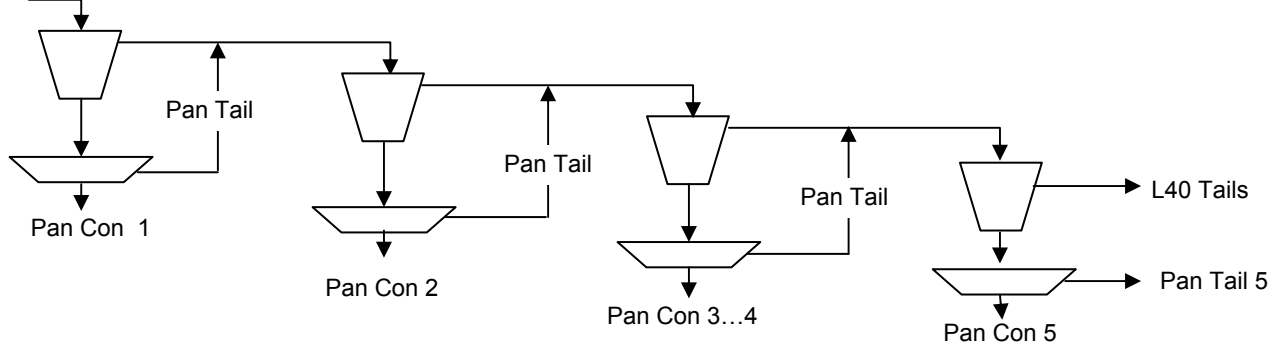 Pan Tail
Pan Con 1
Pan Tail
Pan Con 2
Pan Tail
Pan Con 3…4
L40 Tails
Pan Tail 5
Pan Con 5